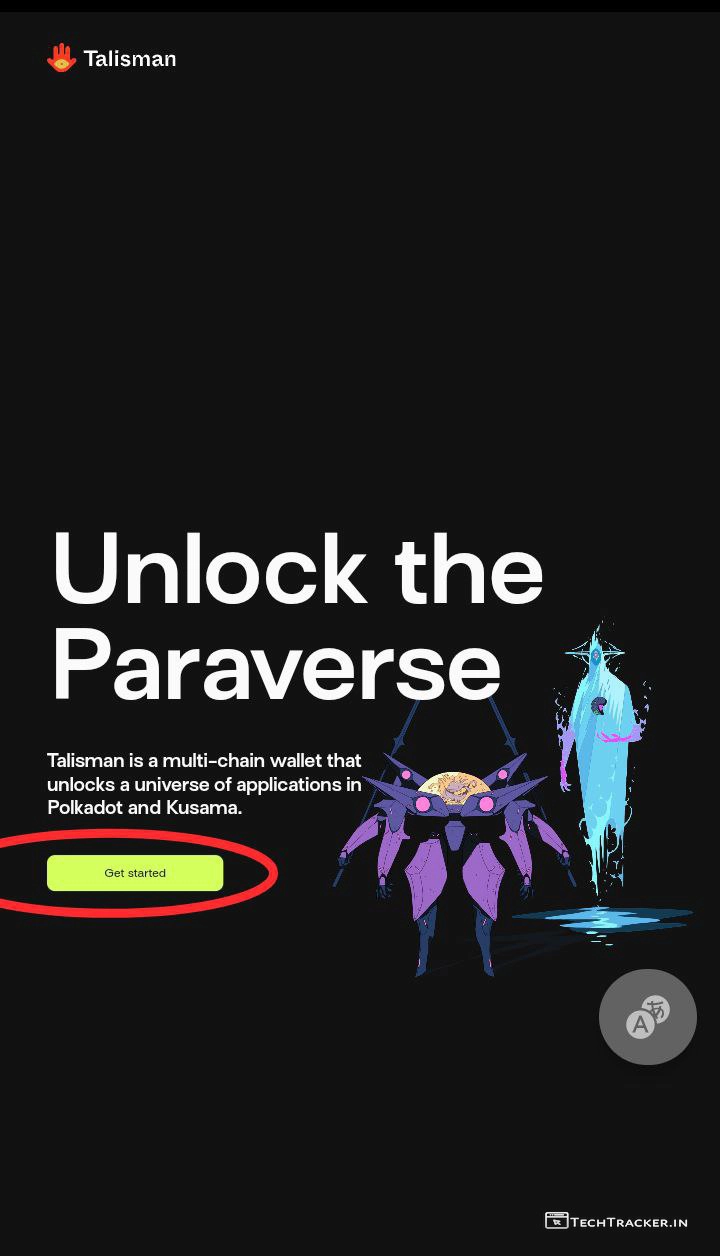 Talisman
Unlock the
Paraverse
Talisman is a multi-chain wallet that
unlocks a universe of applications in
Polkadot and Kusama.
Get started
A あ
TECHTRACKER.IN